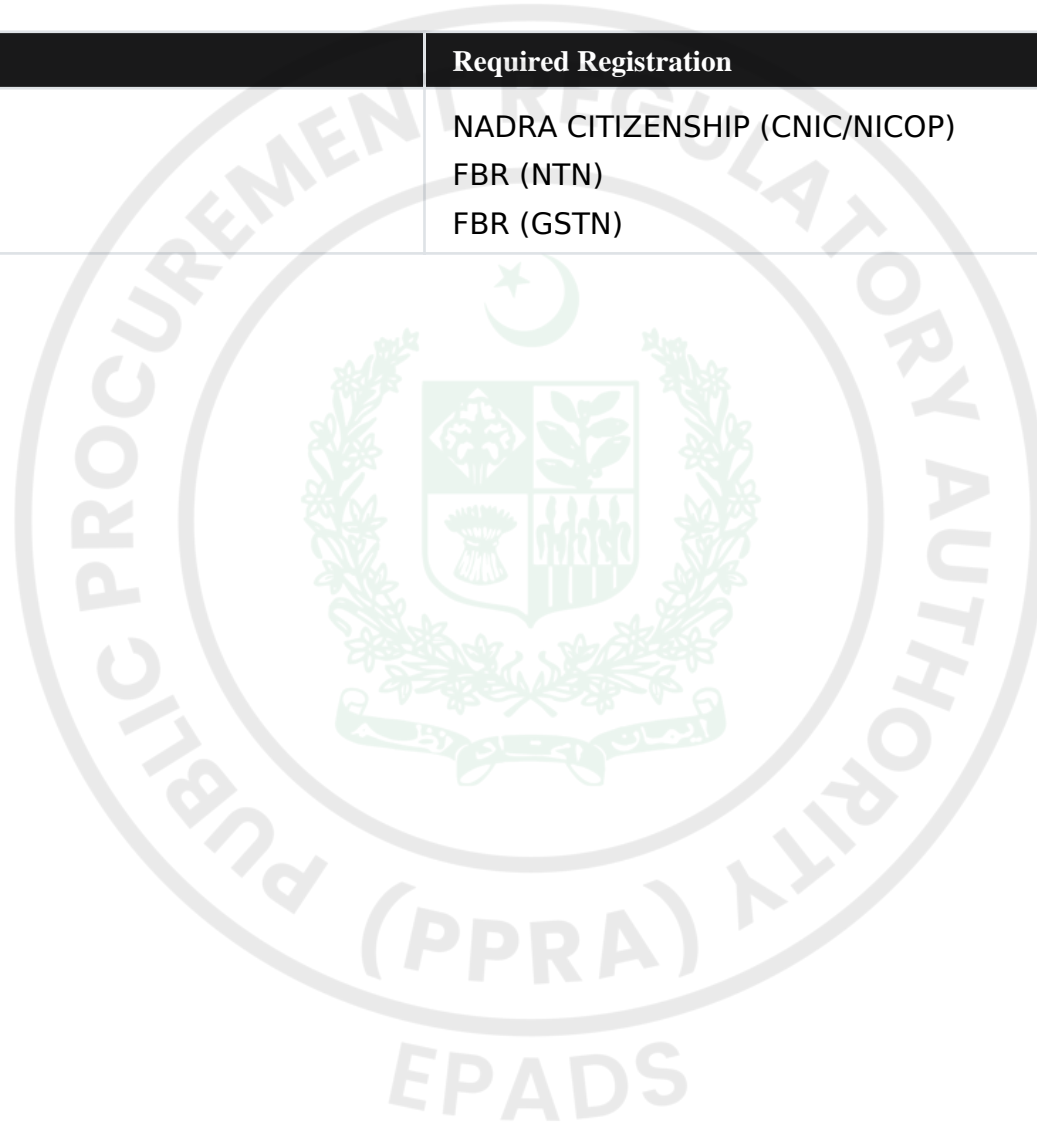 Required Registration
NADRA CITIZENSHIP (CNIC/NICOP)
FBR (NTN)
FBR (GSTN)
PUBLIC PROCUREMENT REGULATORY AUTHORITY
(PPRA)
EPADS